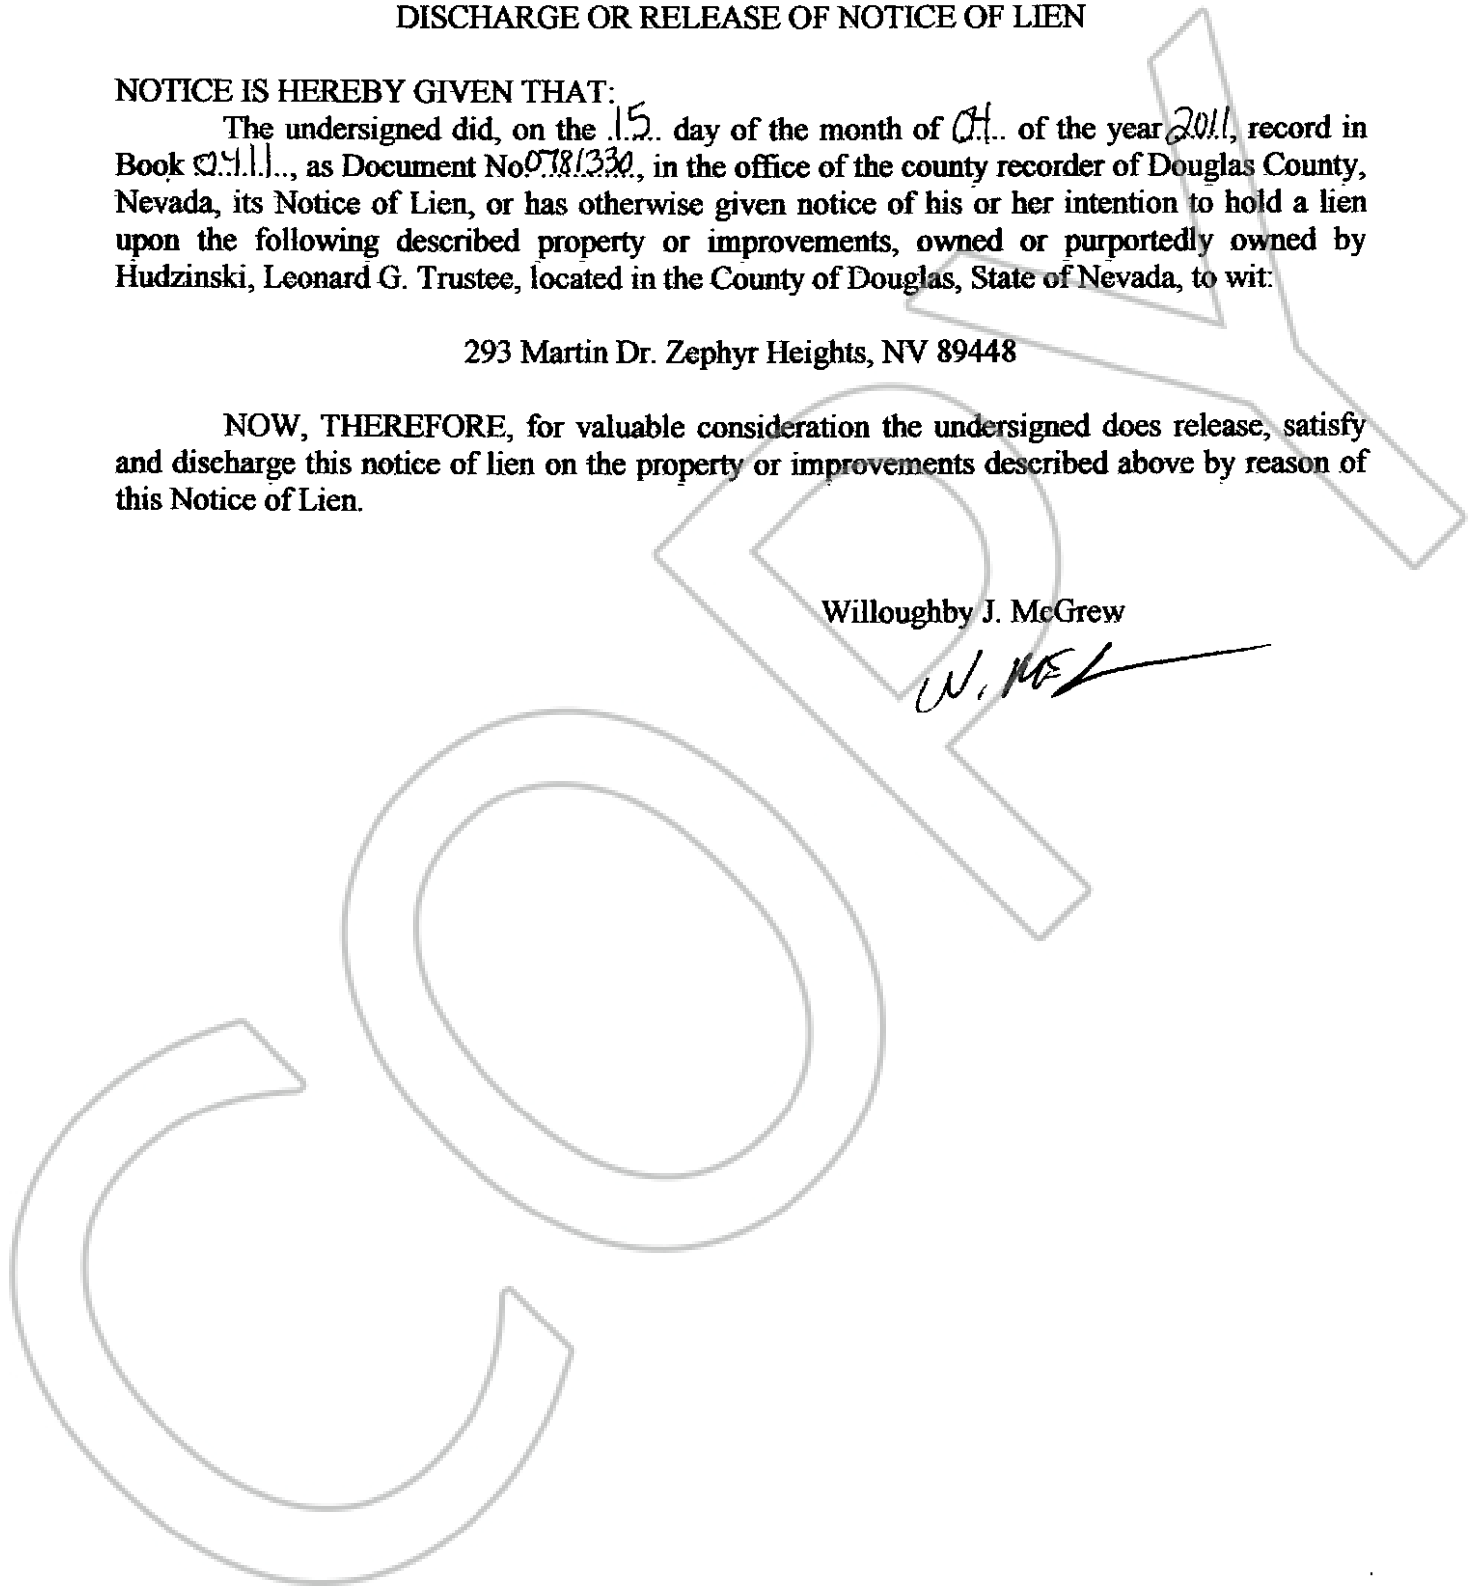 DISCHARGE OR RELEASE OF NOTICE OF LIEN
NOTICE IS HEREBY GIVEN THAT:
The undersigned did, on the .15.. day of the month of 04.. of the year 2011, record in
Book 0411.., as Document No 0781330., in the office of the county recorder of Douglas County,
Nevada, its Notice of Lien, or has otherwise given notice of his or her intention to hold a lien
upon the following described property or improvements, owned or purportedly owned by
Hudzinski, Leonard G. Trustee, located in the County of Douglas, State of Nevada, to wit:
293 Martin Dr. Zephyr Heights, NV 89448
NOW, THEREFORE, for valuable consideration the undersigned does release, satisfy
and discharge this notice of lien on the property or improvements described above by reason of
this Notice of Lien.
Willoughby J. McGrew
COPY